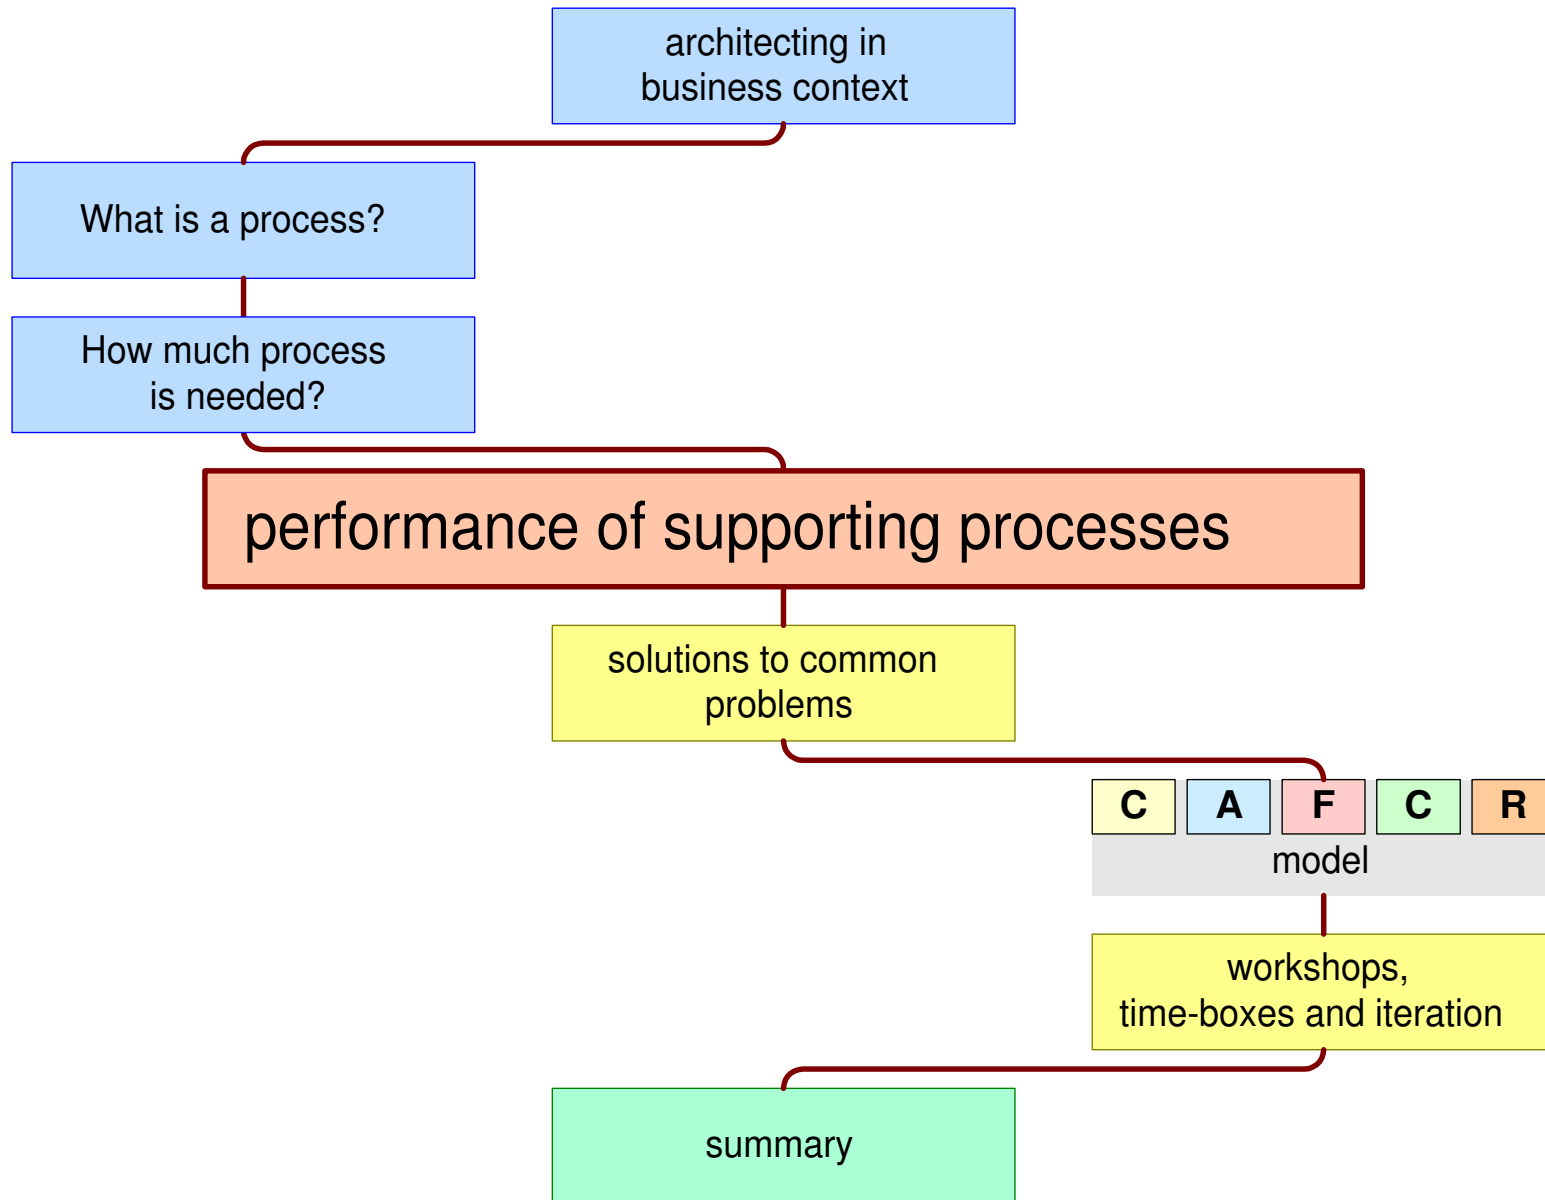 architecting in
business context
What is a process?
How much process
is needed?
performance of supporting processes
solutions to common
problems
C A F C R
model
workshops,
time-boxes and iteration
summary